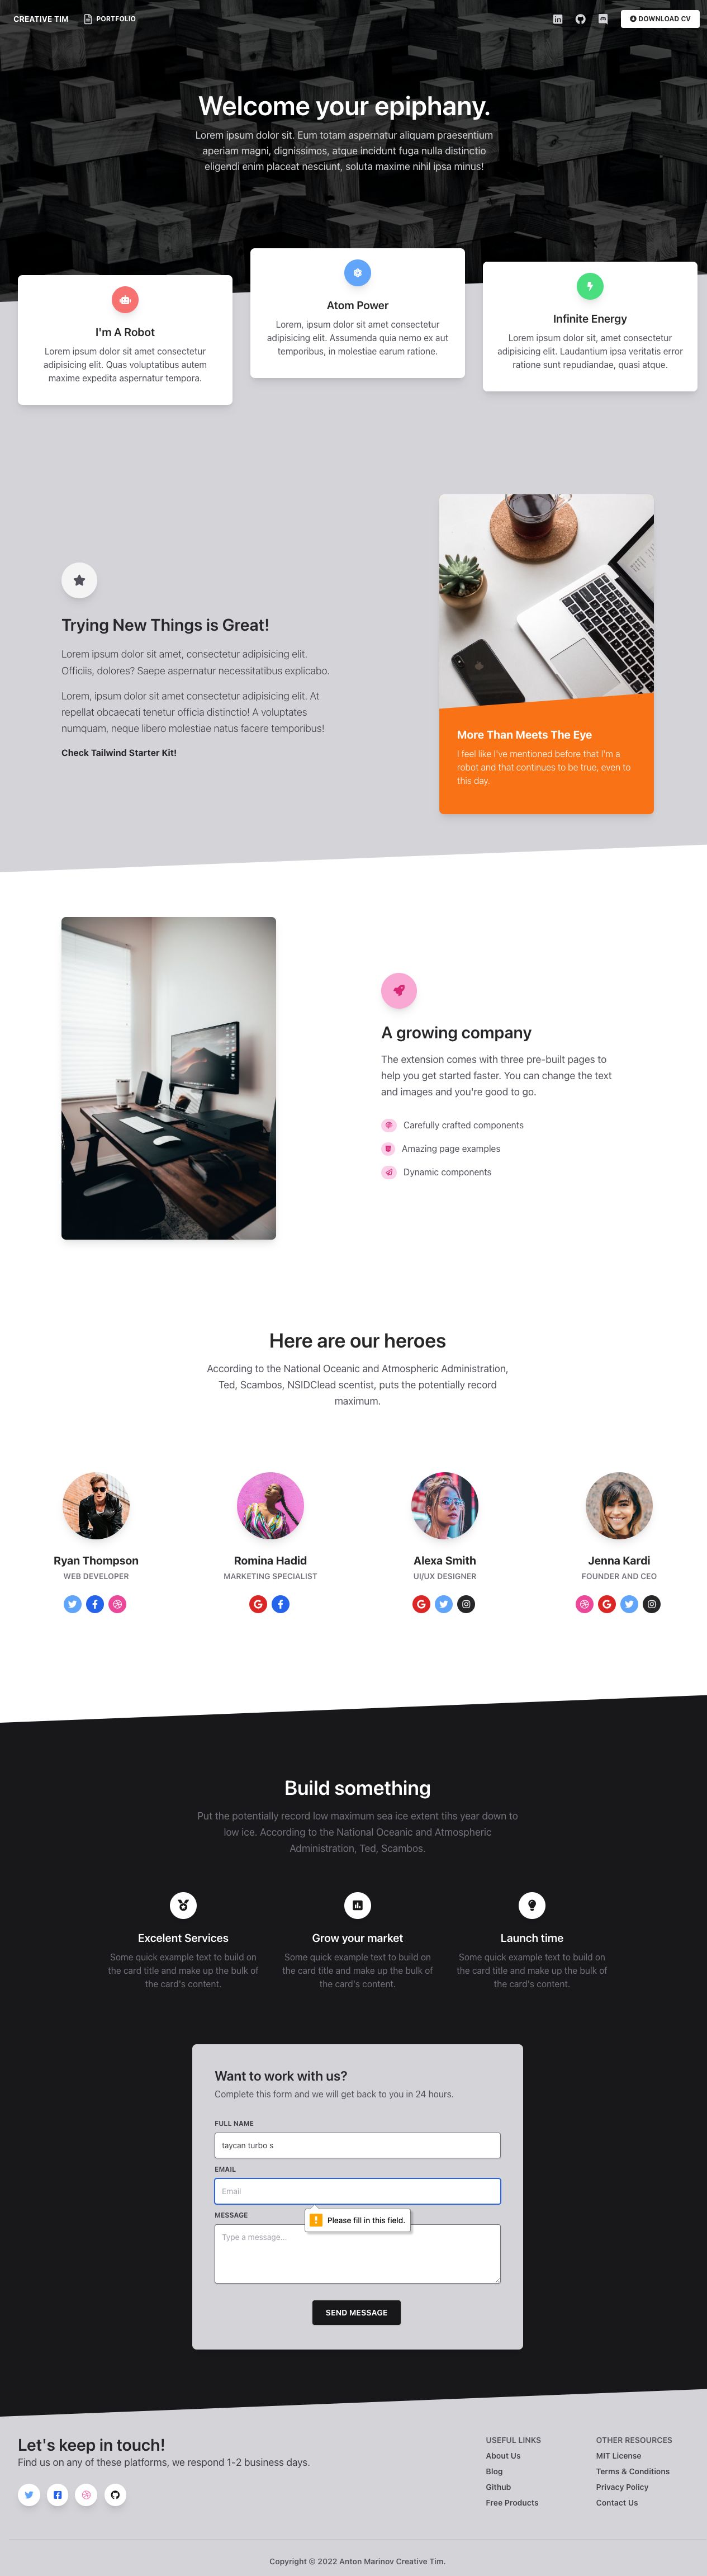 CREATIVE TIM
PORTFOLIO
DOWNLOAD CV
Welcome your epiphany.
Lorem ipsum dolor sit. Eum totam aspernatur aliquam praesentium
aperiam magni, dignissimos, atque incidunt fuga nulla distinctio
eligendi enim placeat nesciunt, soluta maxime nihil ipsa minus!
I'm A Robot
Lorem ipsum dolor sit amet consectetur
adipisicing elit. Quas voluptatibus autem
maxime expedita aspernatur tempora.
Atom Power
Lorem, ipsum dolor sit amet consectetur
adipisicing elit. Assumenda quia nemo ex aut
temporibus, in molestiae earum ratione.
Infinite Energy
Lorem ipsum dolor sit, amet consectetur
adipisicing elit. Laudantium ipsa veritatis error
ratione sunt repudiandae, quasi atque.
Trying New Things is Great!
Lorem ipsum dolor sit amet, consectetur adipisicing elit.
Officiis, dolores? Saepe aspernatur necessitatibus explicabo.
Lorem, ipsum dolor sit amet consectetur adipisicing elit. At
repellat obcaecati tenetur officia distinctio! A voluptates
numquam, neque libero molestiae natus facere temporibus!
Check Tailwind Starter Kit!
More Than Meets The Eye
I feel like I've mentioned before that I'm a
robot and that continues to be true, even to
this day.
A growing company
The extension comes with three pre-built pages to
help you get started faster. You can change the text
and images and you're good to go.
Carefully crafted components
Amazing page examples
Dynamic components
Here are our heroes
According to the National Oceanic and Atmospheric Administration,
Ted, Scambos, NSIDClead scentist, puts the potentially record
maximum.
Ryan Thompson
WEB DEVELOPER
Romina Hadid
MARKETING SPECIALIST
Alexa Smith
UI/UX DESIGNER
Jenna Kardi
FOUNDER AND CEO
Build something
Put the potentially record low maximum sea ice extent tihs year down to
low ice. According to the National Oceanic and Atmospheric
Administration, Ted, Scambos.
Excelent Services
Some quick example text to build on
the card title and make up the bulk of
the card's content.
Grow your market
Some quick example text to build on
the card title and make up the bulk of
the card's content.
Launch time
Some quick example text to build on
the card title and make up the bulk of
the card's content.
Want to work with us?
Complete this form and we will get back to you in 24 hours.
FULL NAME
taycan turbo s
EMAIL
Email
MESSAGE
Please fill in this field.
Type a message...
SEND MESSAGE
Let's keep in touch!
Find us on any of these platforms, we respond 1-2 business days.
USEFUL LINKS
About Us
Blog
Github
Free Products
OTHER RESOURCES
MIT License
Terms & Conditions
Privacy Policy
Contact Us
Copyright © 2022 Anton Marinov Creative Tim.